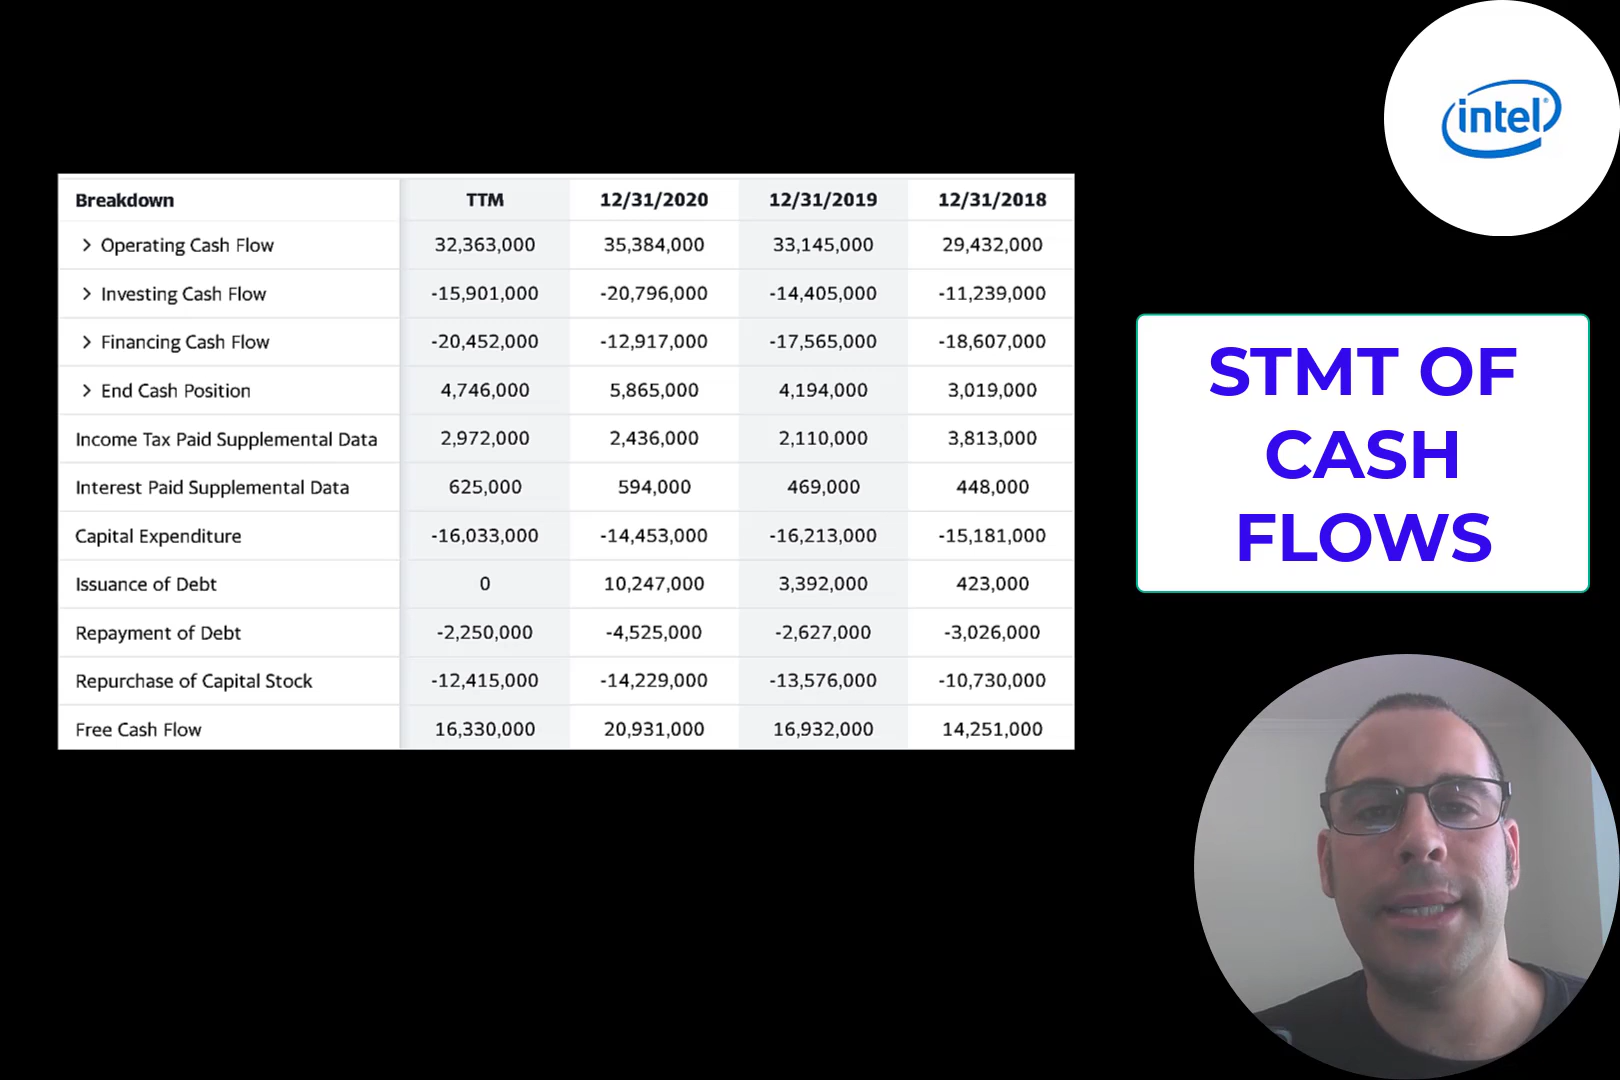 intel
Breakdown TTM 12/31/2020 12/31/2019 12/31/2018
> Operating Cash Flow 32,363,000 35,384,000 33,145,000 29,432,000
> Investing Cash Flow -15,901,000 -20,796,000 -14,405,000 -11,239,000
> Financing Cash Flow -20,452,000 -12,917,000 -17,565,000 -18,607,000
> End Cash Position 4,746,000 5,865,000 4,194,000 3,019,000
Income Tax Paid Supplemental Data 2,972,000 2,436,000 2,110,000 3,813,000
Interest Paid Supplemental Data 625,000 594,000 469,000 448,000
Capital Expenditure -16,033,000 -14,453,000 -16,213,000 -15,181,000
Issuance of Debt 0 10,247,000 3,392,000 423,000
Repayment of Debt -2,250,000 -4,525,000 -2,627,000 -3,026,000
Repurchase of Capital Stock -12,415,000 -14,229,000 -13,576,000 -10,730,000
Free Cash Flow 16,330,000 20,931,000 16,932,000 14,251,000
STMT OF
CASH
FLOWS